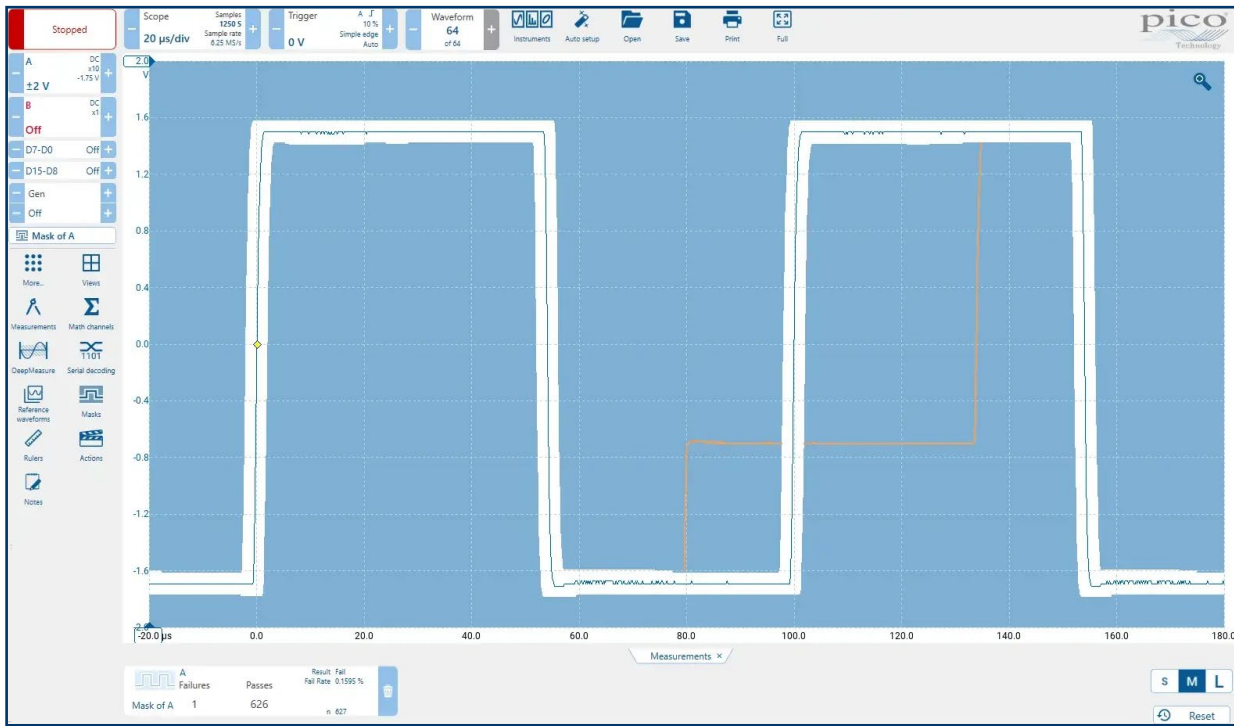 Stopped
Scope
20 µs/div
Samples
1250 S
Sample rate
6.25 MS/s
Trigger
0 V
A
10 %
Simple edge
Auto
Waveform
64
of 64
Instruments
Auto setup
Open
Save
Print
Full
pico
Technology
A
±2 V
DC
x10
-1.75 V
B
Off
DC
x1
D7-D0 Off
D15-D8 Off
Gen
Off
Mask of A
More...
Views
Measurements
Math channels
DeepMeasure
Serial decoding
Reference
waveforms
Masks
Rulers
Actions
Notes
2.0
V
1.6
1.2
0.8
0.4
0.0
-0.4
-0.8
-1.2
-1.6
-2.0
-20.0 µs 0.0 20.0 40.0 60.0 80.0 100.0 120.0 140.0 160.0 180.0
Measurements ×
A
Failures Passes
Mask of A 1 626
Result Fail
Fail Rate 0.1595 %
n 627
S M L
Reset